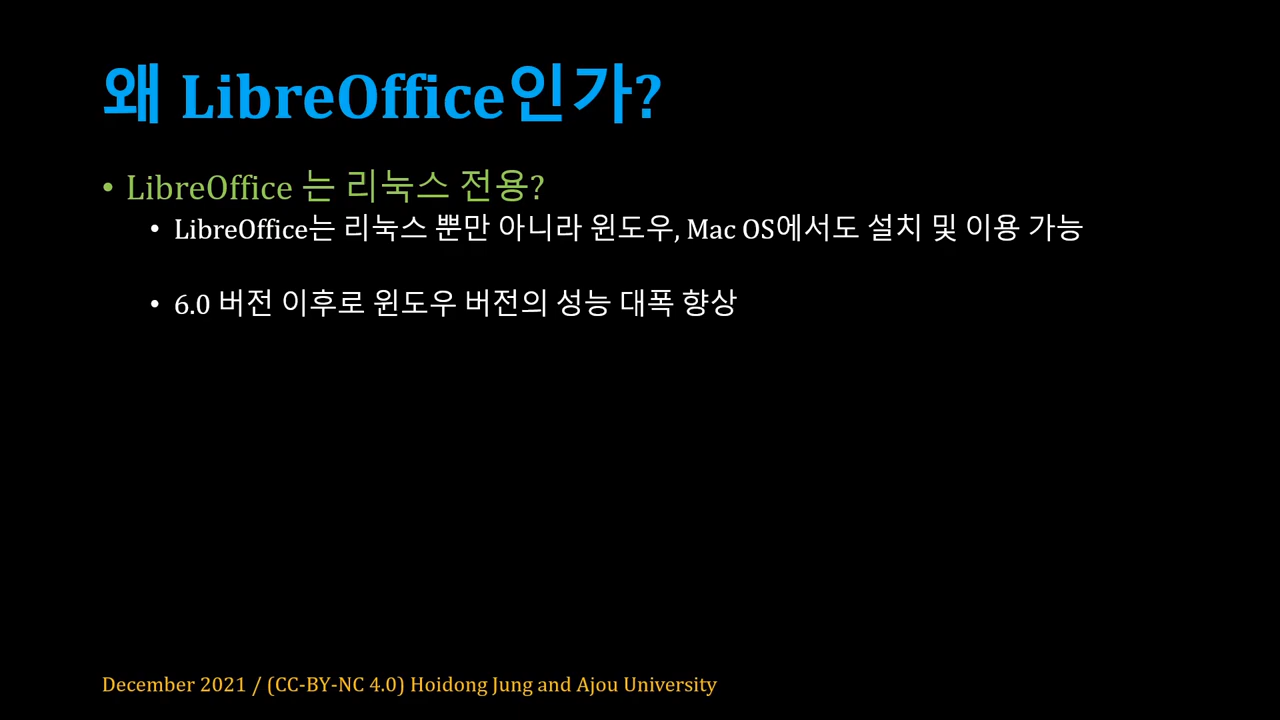 왜 LibreOffice인가?
• LibreOffice 는 리눅스 전용?
• LibreOffice는 리눅스 뿐만 아니라 윈도우, Mac OS에서도 설치 및 이용 가능
• 6.0 버전 이후로 윈도우 버전의 성능 대폭 향상
December 2021 / (CC-BY-NC 4.0) Hoidong Jung and Ajou University